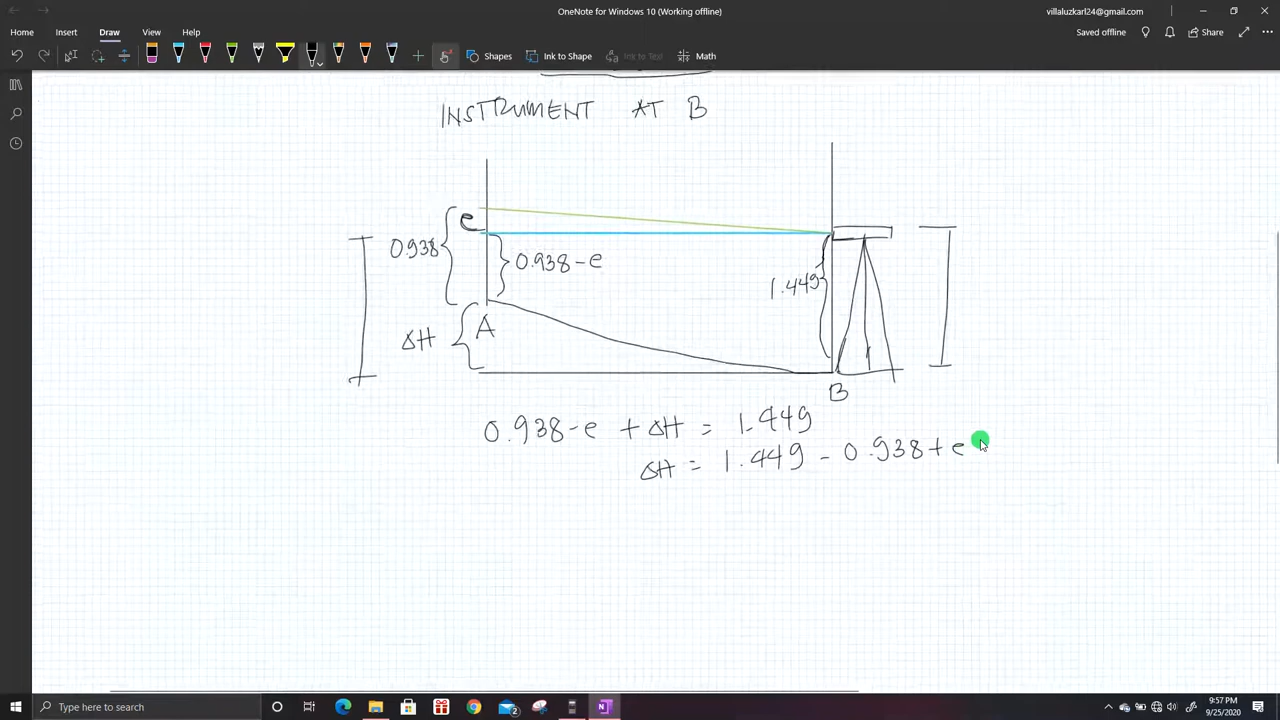 OneNote for Windows 10 (Working offline)
villaluzkarl24@gmail.com
Home Insert Draw View Help
Saved offline
Share
Shapes
Ink to Shape
Ink to Text
Math
INSTRUMENT AT B
e
0.938
0.938-e
1.449
A
ΔH
B
0.938-e + ΔH = 1.449
ΔH = 1.449 - 0.938+e
Type here to search
9:57 PM
9/25/2020